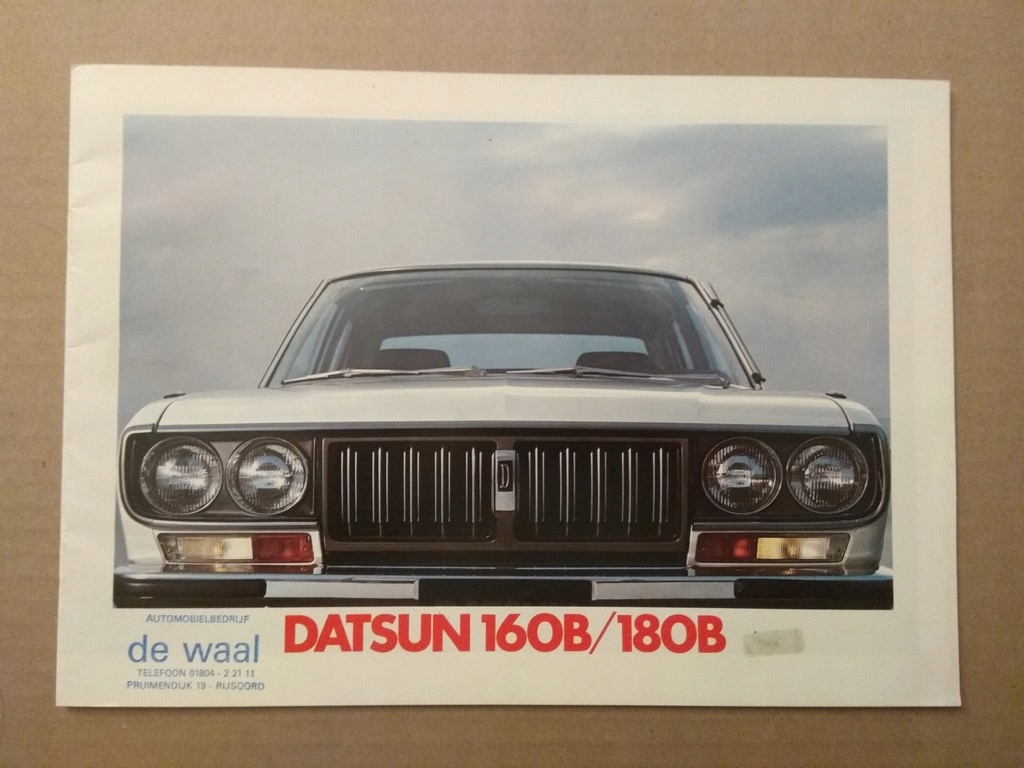 AUTOMOBIELBEDRIJF
de waal
TELEFOON 01804 - 2 21 11
PRUIMENDIJK 19 - RIJSOORD
DATSUN 160B/180B